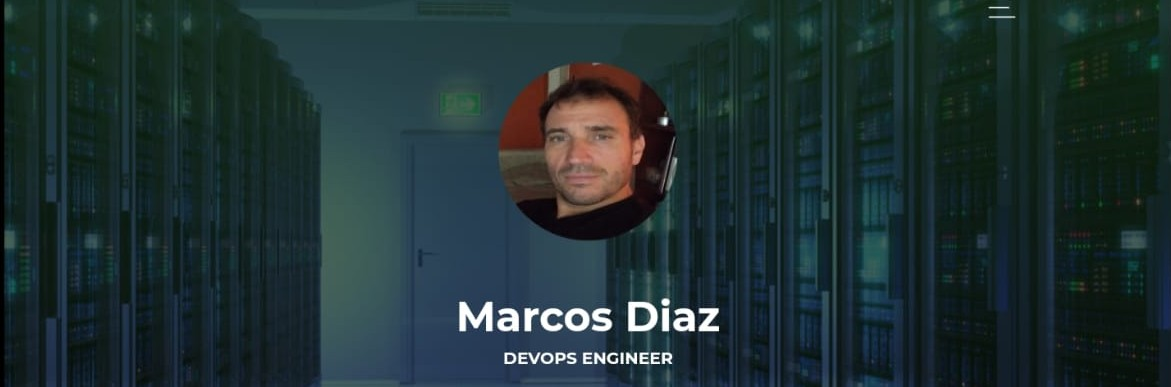 Marcos Diaz
DEVOPS ENGINEER